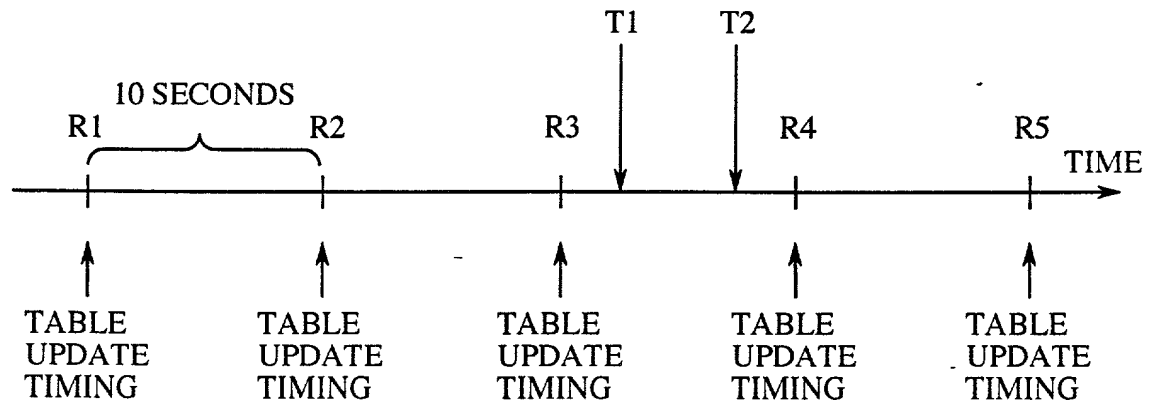 T1 T2
10 SECONDS
R1 R2 R3 R4 R5
TIME
TABLE TABLE TABLE TABLE TABLE
UPDATE UPDATE UPDATE UPDATE UPDATE
TIMING TIMING TIMING TIMING TIMING